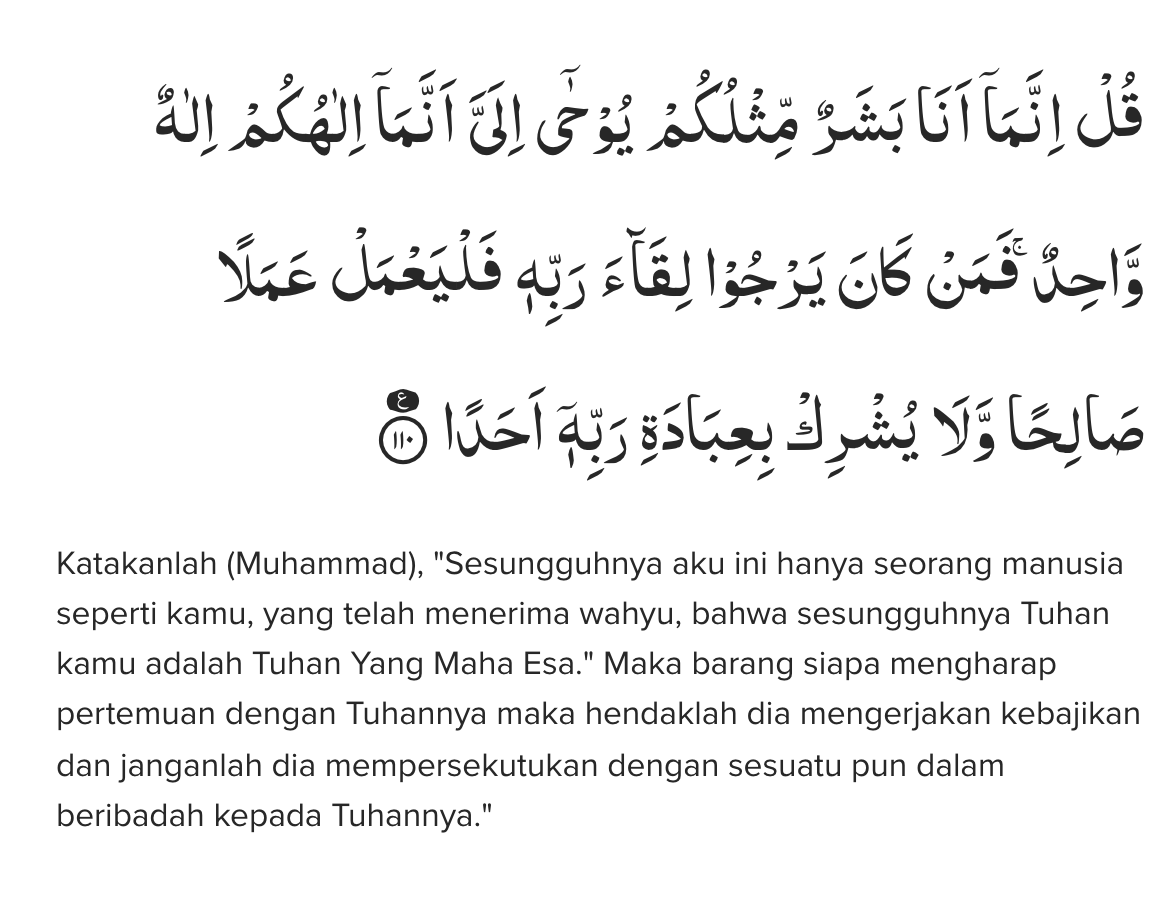 قُلْ اِنَّمَآ اَنَا۠ بَشَرٌ مِّثْلُكُمْ يُوْحٰٓى اِلَيَّ اَنَّمَآ اِلٰهُكُمْ اِلٰهٌ
وَّاحِدٌۚ فَمَنْ كَانَ يَرْجُوْا لِقَاۤءَ رَبِّهٖ فَلْيَعْمَلْ عَمَلًا
صَالِحًا وَّلَا يُشْرِكْ بِعِبَادَةِ رَبِّهٖٓ اَحَدًا ࣖ ١١٠
Katakanlah (Muhammad), "Sesungguhnya aku ini hanya seorang manusia
seperti kamu, yang telah menerima wahyu, bahwa sesungguhnya Tuhan
kamu adalah Tuhan Yang Maha Esa." Maka barang siapa mengharap
pertemuan dengan Tuhannya maka hendaklah dia mengerjakan kebajikan
dan janganlah dia mempersekutukan dengan sesuatu pun dalam
beribadah kepada Tuhannya."